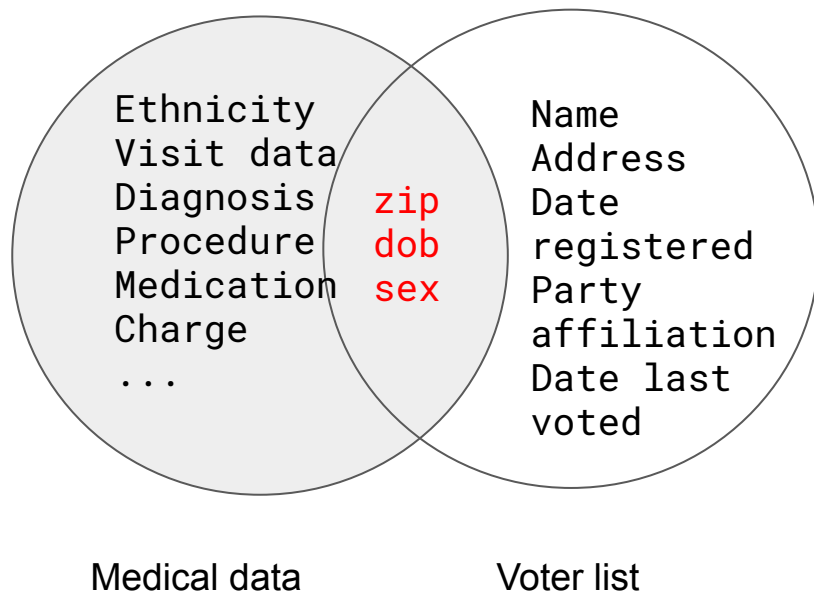 Ethnicity
Visit data
Diagnosis
Procedure
Medication
Charge
...
zip
dob
sex
Name
Address
Date
registered
Party
affiliation
Date last
voted
Medical data
Voter list